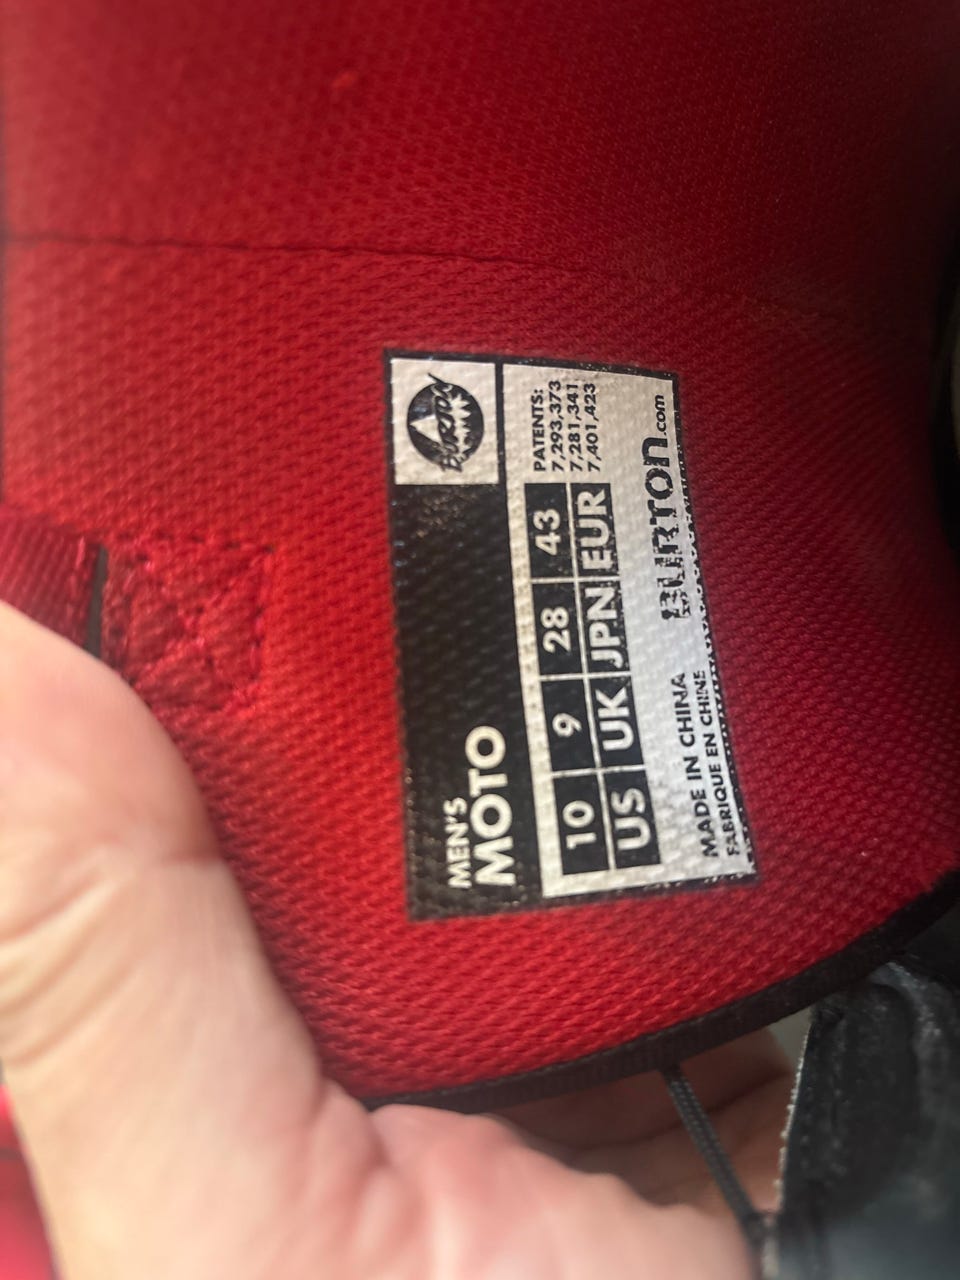 BURTON
MEN'S
MOTO
10 9 28 43
US UK JPN EUR
PATENTS:
7,293,373
7,281,341
7,401,423
MADE IN CHINA
FABRIQUE EN CHINE
BURTON.com